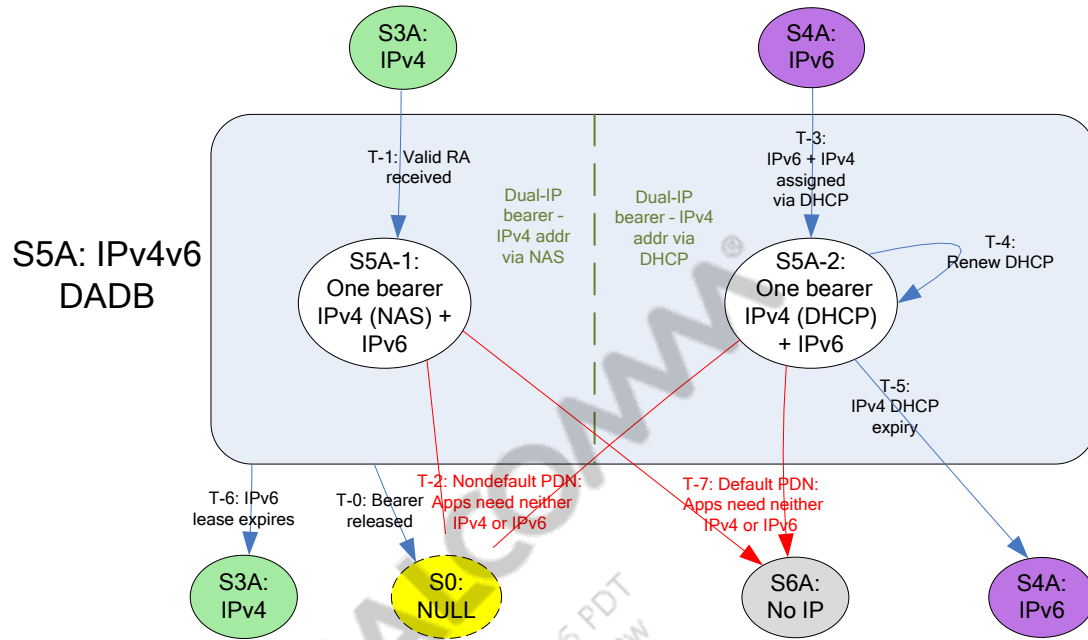 S3A:
IPv4
S4A:
IPv6
T-1: Valid RA
received
T-3:
IPv6 + IPv4
assigned
via DHCP
Dual-IP
bearer -
IPv4 addr
via NAS
Dual-IP
bearer - IPv4
addr via
DHCP
S5A: IPv4v6
DADB
S5A-1:
One bearer
IPv4 (NAS) +
IPv6
S5A-2:
One bearer
IPv4 (DHCP)
+ IPv6
T-4:
Renew DHCP
T-5:
IPv4 DHCP
expiry
T-6: IPv6
lease expires
T-0: Bearer
released
T-2: Nondefault PDN:
Apps need neither
IPv4 or IPv6
T-7: Default PDN:
Apps need neither
IPv4 or IPv6
S3A:
IPv4
S0:
NULL
S6A:
No IP
S4A:
IPv6
QUALCOMM®
PDT